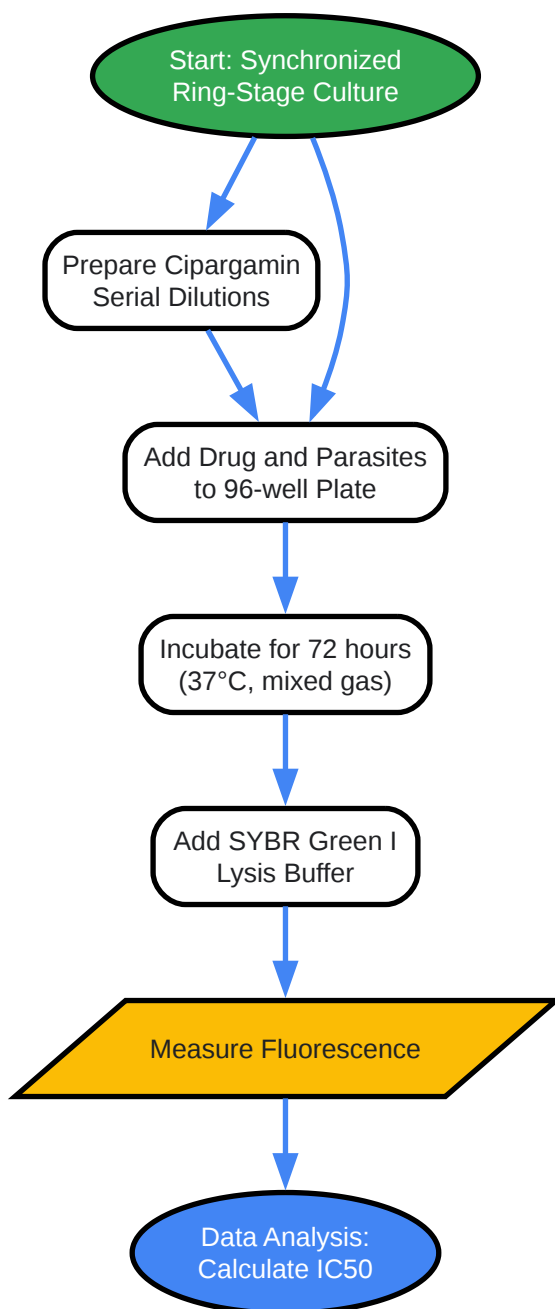 Start: Synchronized
Ring-Stage Culture
Prepare Cipargamin
Serial Dilutions
Add Drug and Parasites
to 96-well Plate
Incubate for 72 hours
(37°C, mixed gas)
Add SYBR Green I
Lysis Buffer
Measure Fluorescence
Data Analysis:
Calculate IC50